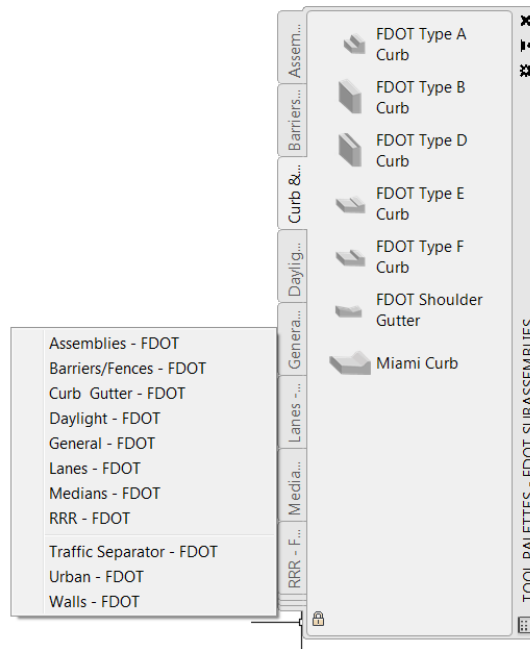 Assem...
Barriers...
Curb &...
Daylig...
Genera...
Lanes -...
Media...
RRR - F...
FDOT Type A
Curb
FDOT Type B
Curb
FDOT Type D
Curb
FDOT Type E
Curb
FDOT Type F
Curb
FDOT Shoulder
Gutter
Miami Curb
TOOL PALETTES - FDOT SUBASSEMBLIES
Assemblies - FDOT
Barriers/Fences - FDOT
Curb  Gutter - FDOT
Daylight - FDOT
General - FDOT
Lanes - FDOT
Medians - FDOT
RRR - FDOT
Traffic Separator - FDOT
Urban - FDOT
Walls - FDOT